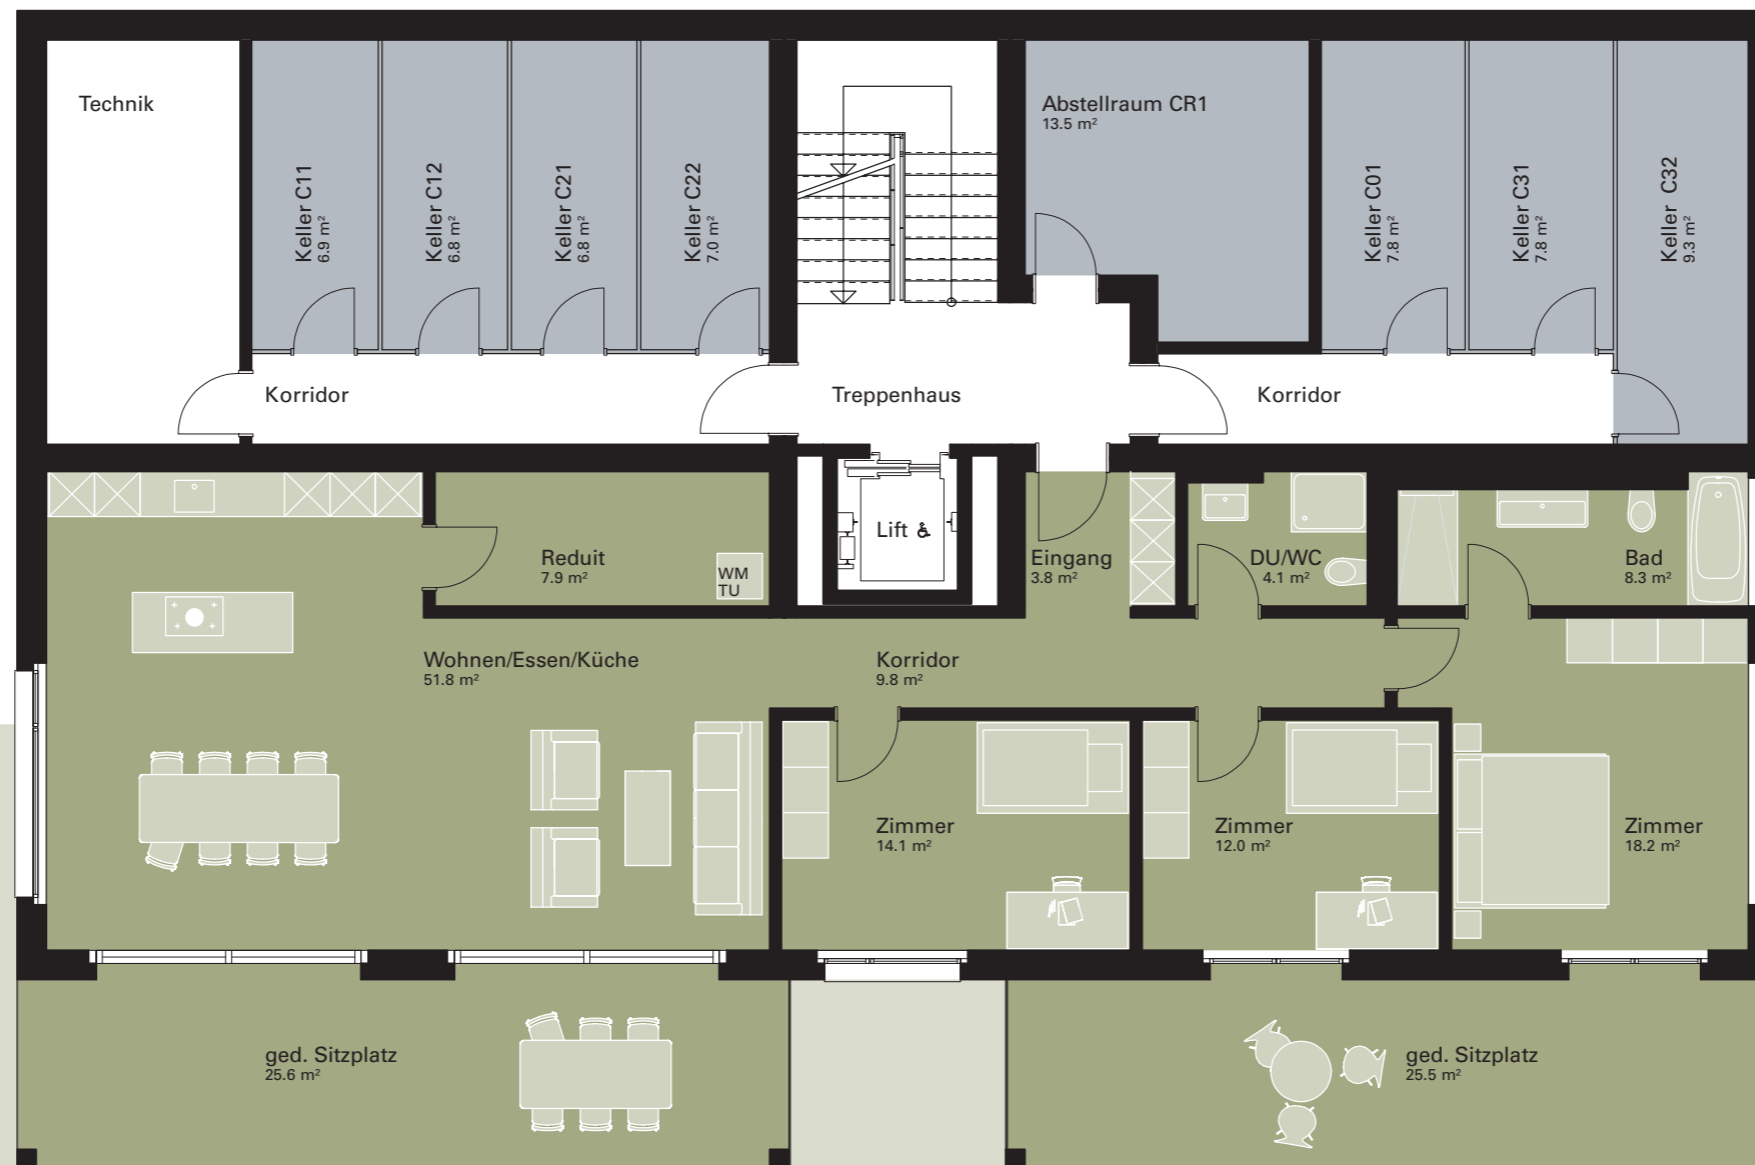 Technik
Keller C11
6.9 m²
Keller C12
6.8 m²
Keller C21
6.8 m²
Keller C22
7.0 m²
Abstellraum CR1
13.5 m²
Keller C01
7.8 m²
Keller C31
7.8 m²
Keller C32
9.3 m²
Korridor
Treppenhaus
Korridor
Reduit
7.9 m²
WM
TU
Lift
Eingang
3.8 m²
DU/WC
4.1 m²
Bad
8.3 m²
Wohnen/Essen/Küche
51.8 m²
Korridor
9.8 m²
Zimmer
14.1 m²
Zimmer
12.0 m²
Zimmer
18.2 m²
ged. Sitzplatz
25.6 m²
ged. Sitzplatz
25.5 m²